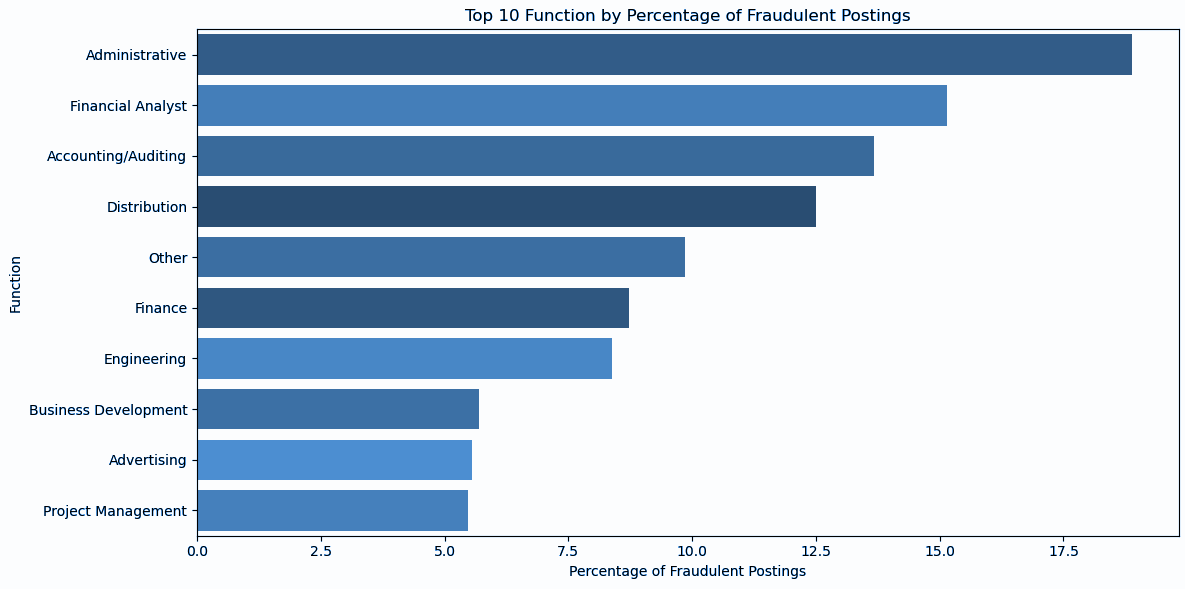 Top 10 Function by Percentage of Fraudulent Postings
Function
Administrative
Financial Analyst
Accounting/Auditing
Distribution
Other
Finance
Engineering
Business Development
Advertising
Project Management
0.0 2.5 5.0 7.5 10.0 12.5 15.0 17.5
Percentage of Fraudulent Postings